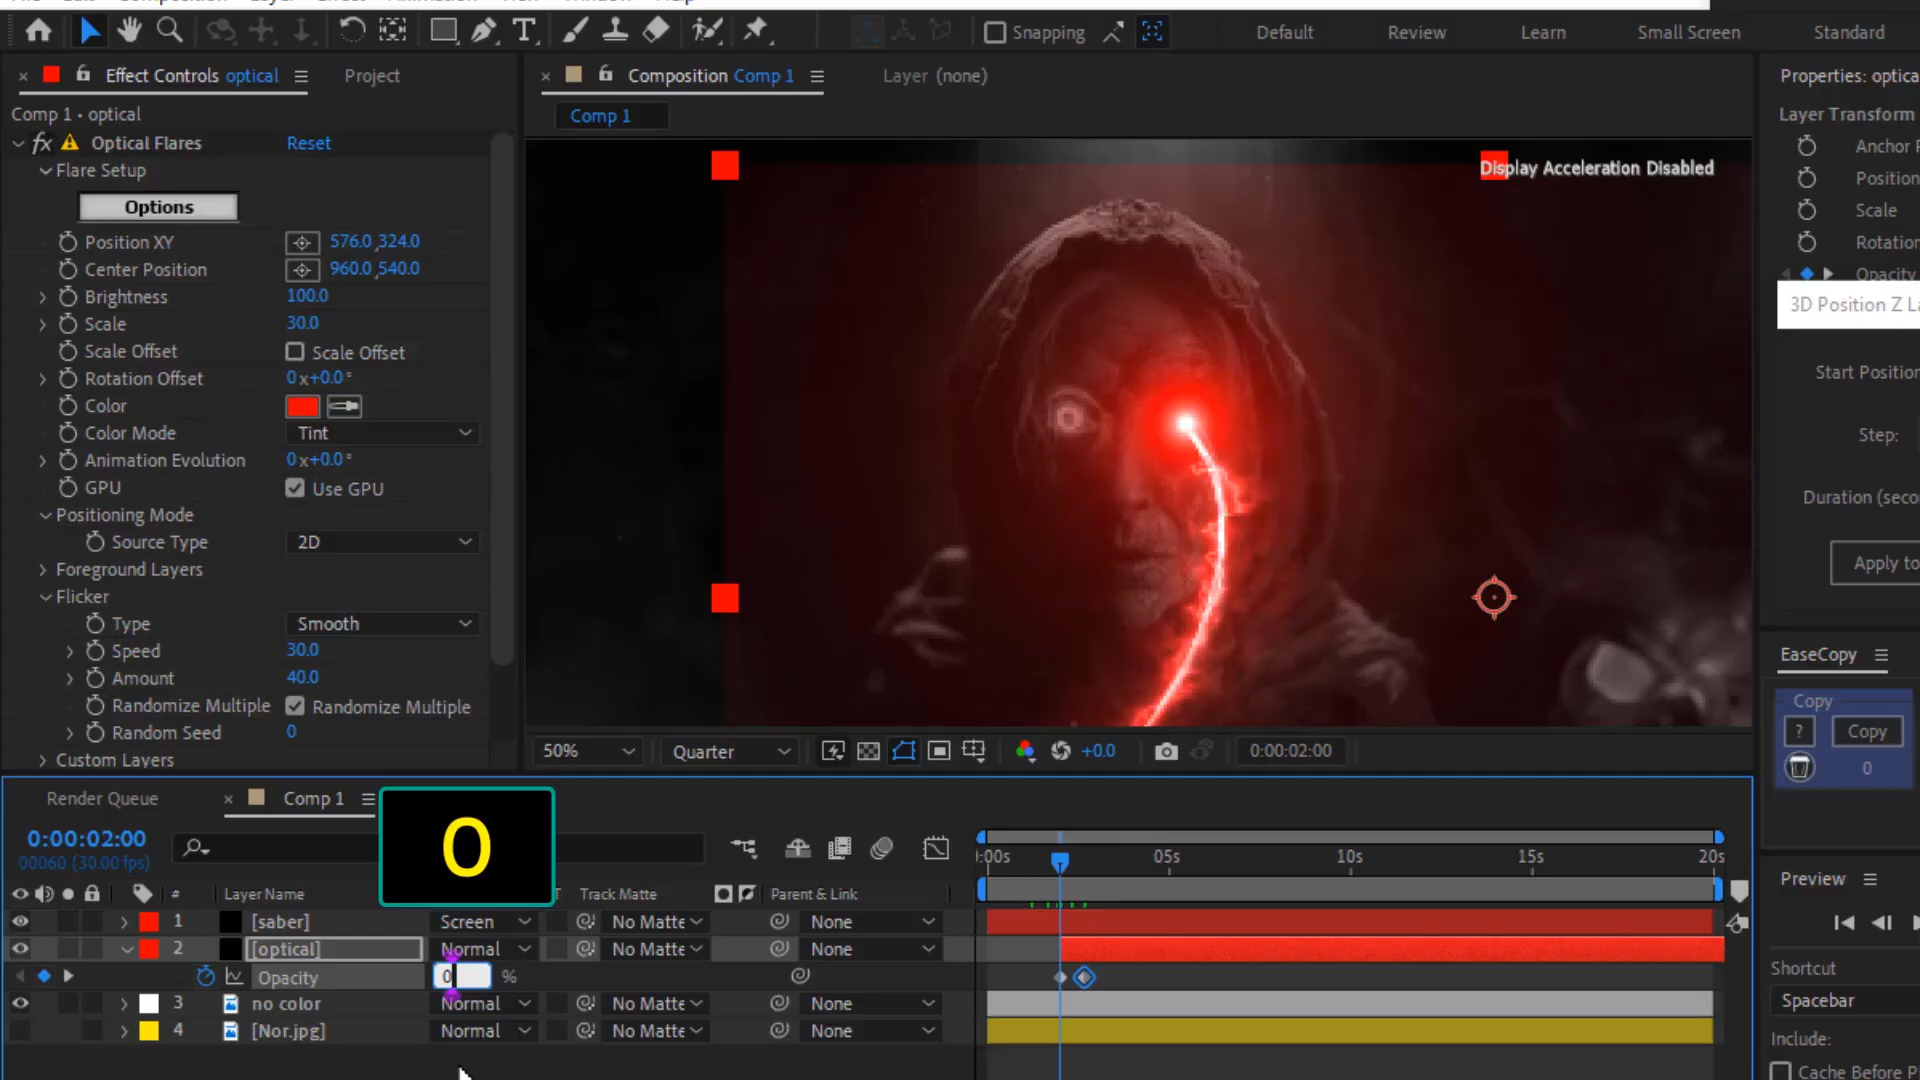 Snapping
Default
Review
Learn
Small Screen
Standard
Effect Controls optical
Project
Composition Comp 1
Layer (none)
Properties: optica
Comp 1 • optical
Comp 1
Layer Transform
fx Optical Flares Reset
Flare Setup
Options
Position XY 576.0,324.0
Center Position 960.0,540.0
Brightness 100.0
Scale 30.0
Scale Offset Scale Offset
Rotation Offset 0x+0.0°
Color
Color Mode Tint
Animation Evolution 0x+0.0°
GPU Use GPU
Positioning Mode
Source Type 2D
Foreground Layers
Flicker
Type Smooth
Speed 30.0
Amount 40.0
Randomize Multiple Randomize Multiple
Random Seed 0
Custom Layers
Display Acceleration Disabled
Anchor
Position
Scale
Rotation
Opacity
3D Position Z
Start Position
Step:
Duration (seco
Apply to
EaseCopy
Copy
? Copy
0
50%
Quarter
+0.0
0:00:02:00
Render Queue
Comp 1
0
0:00:02:00
00060 (30.00 fps)
:00s 05s 10s 15s 20s
# Layer Name T Track Matte Parent & Link
1 [saber] Screen No Matte None
2 [optical] Normal No Matte None
Opacity 0 %
3 no color Normal No Matte None
4 [Nor.jpg] Normal No Matte None
Preview
Shortcut
Spacebar
Include:
Cache Before P